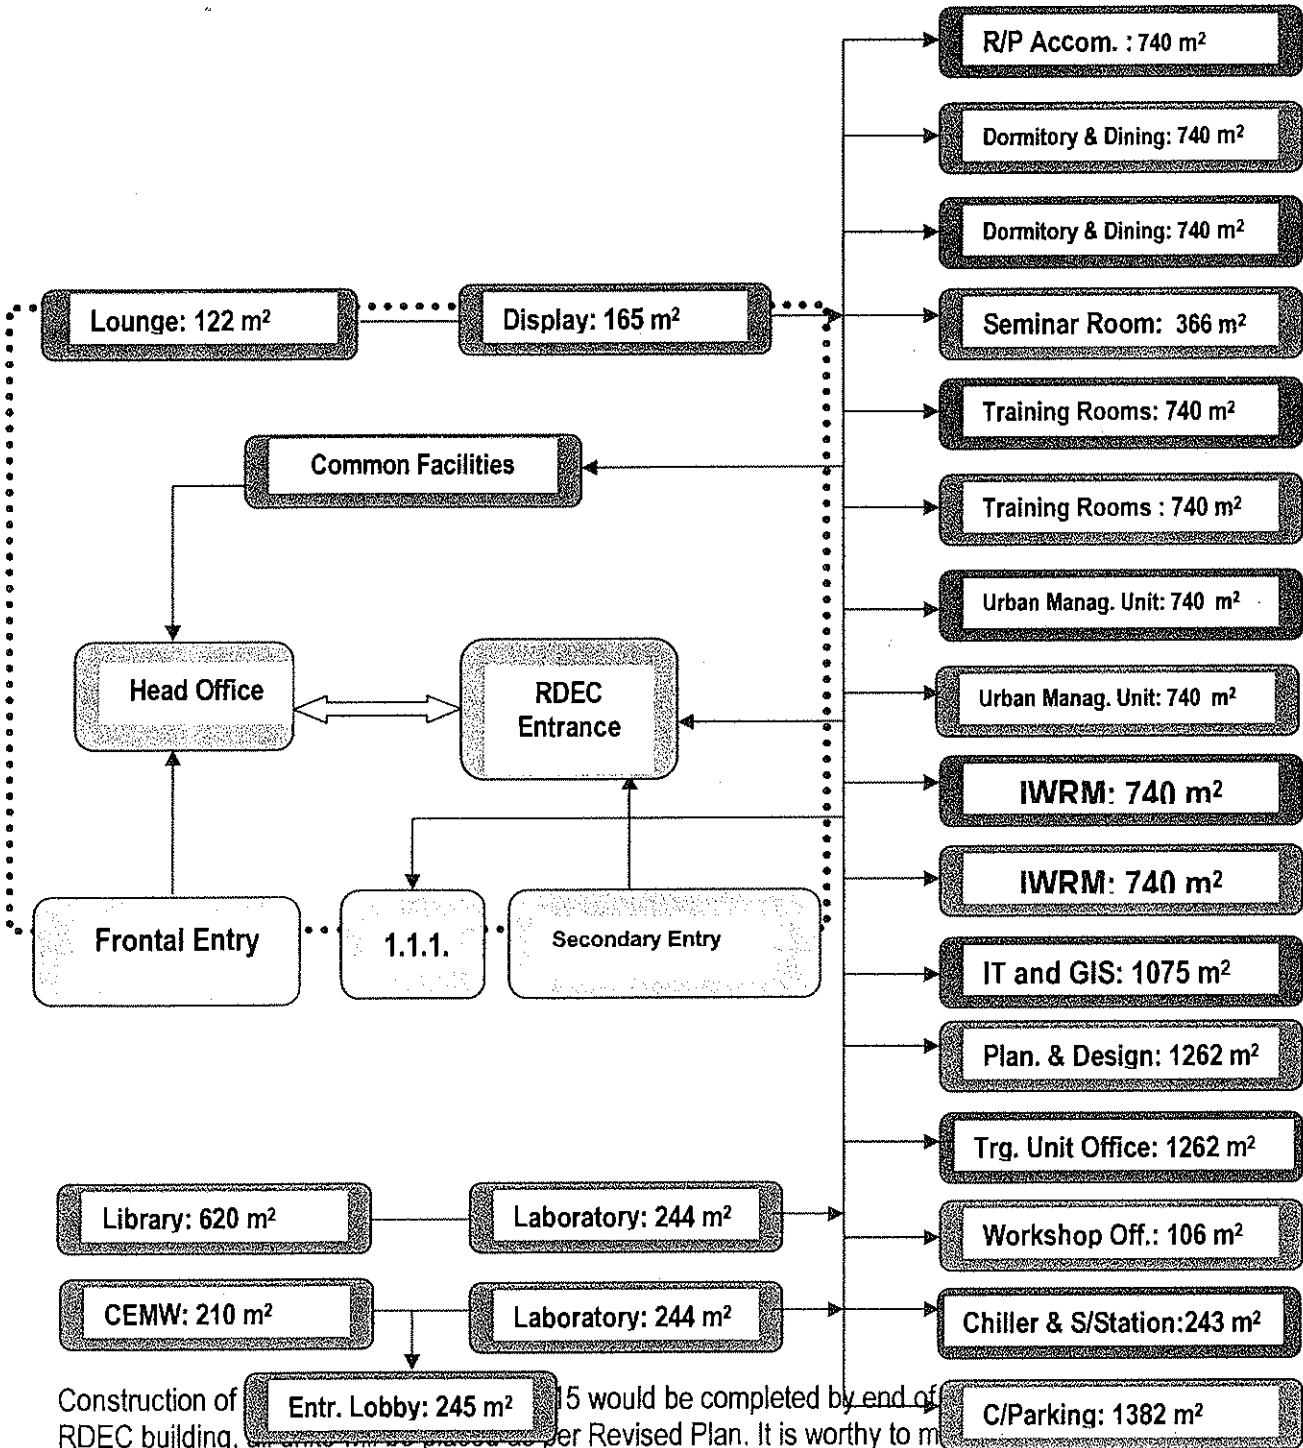 R/P Accom. : 740 m²
Dormitory & Dining: 740 m²
Dormitory & Dining: 740 m²
Lounge: 122 m²
Display: 165 m²
Seminar Room: 366 m²
Training Rooms: 740 m²
Common Facilities
Training Rooms : 740 m²
Urban Manag. Unit: 740 m²
Head Office
RDEC
Entrance
Urban Manag. Unit: 740 m²
IWRM: 740 m²
IWRM: 740 m²
Frontal Entry
1.1.1.
Secondary Entry
IT and GIS: 1075 m²
Plan. & Design: 1262 m²
Trg. Unit Office: 1262 m²
Library: 620 m²
Laboratory: 244 m²
Workshop Off.: 106 m²
CEMW: 210 m²
Laboratory: 244 m²
Chiller & S/Station:243 m²
Entr. Lobby: 245 m²
C/Parking: 1382 m²
Construction of 15 would be completed by end of
RDEC building, per Revised Plan. It is worthy to